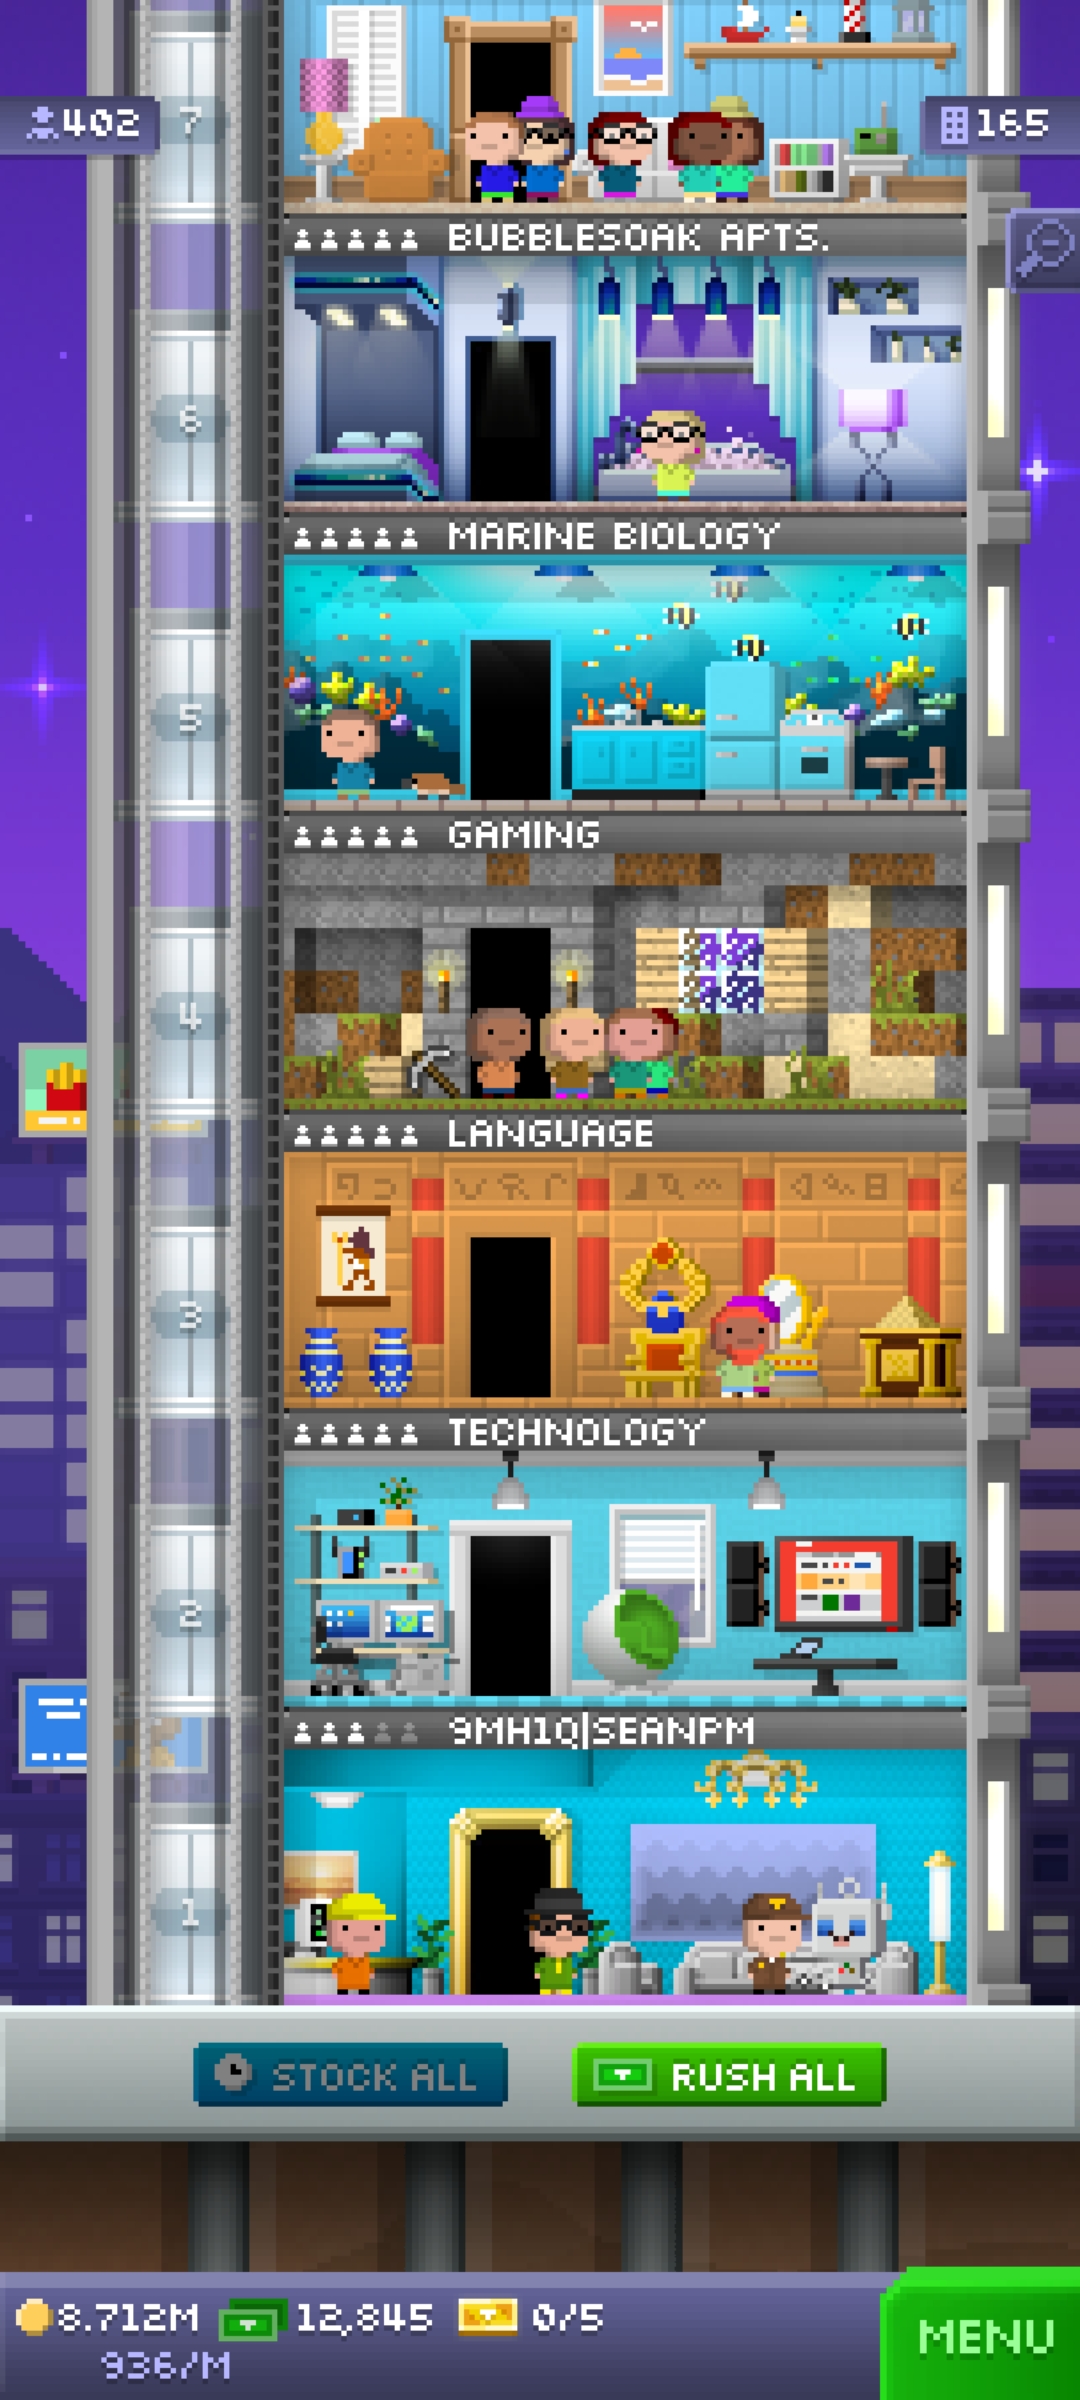 7
402
165
BUBBLESOAK APTS.
6
MARINE BIOLOGY
5
GAMING
4
LANGUAGE
3
TECHNOLOGY
2
9MH1Q|SEANPM
1
STOCK ALL
RUSH ALL
8.712M
12,845
0/5
936/M
MENU